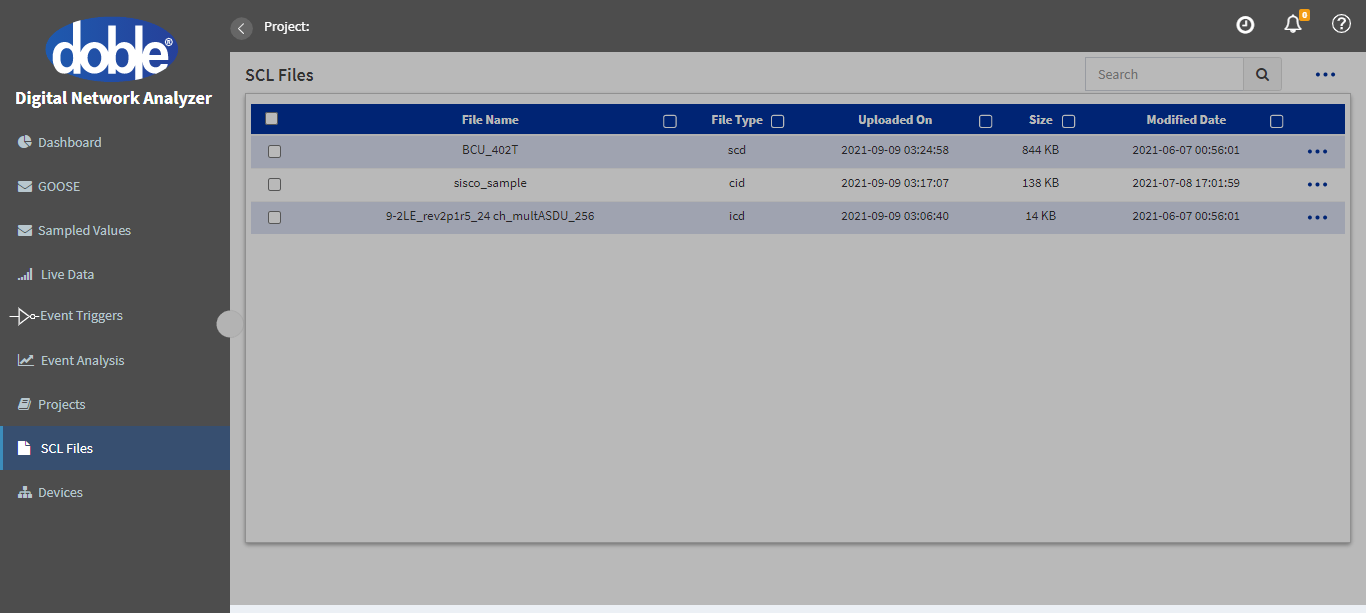 doble®
Digital Network Analyzer
Dashboard
GOOSE
Sampled Values
Live Data
Event Triggers
Event Analysis
Projects
SCL Files
Devices
Project:
0
SCL Files
Search
File Name File Type Uploaded On Size Modified Date
BCU_402T scd 2021-09-09 03:24:58 844 KB 2021-06-07 00:56:01
sisco_sample cid 2021-09-09 03:17:07 138 KB 2021-07-08 17:01:59
9-2LE_rev2p1r5_24 ch_multASDU_256 icd 2021-09-09 03:06:40 14 KB 2021-06-07 00:56:01